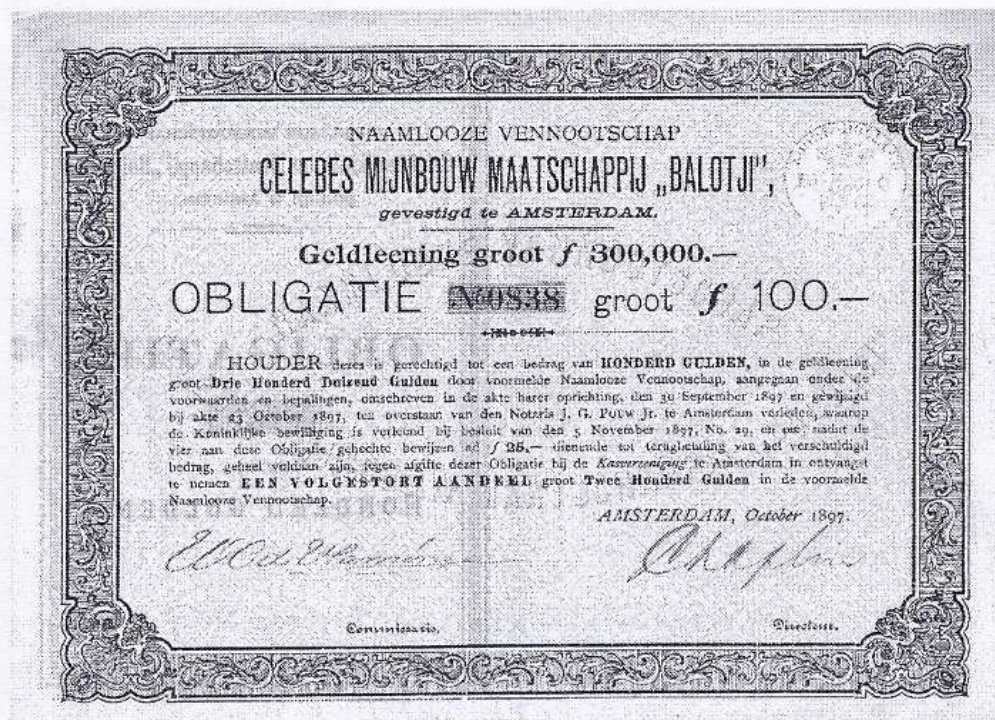 NAAMLOOZE VENNOOTSCHAP
CELEBES MIJNBOUW MAATSCHAPPIJ „BALOTJI”,
gevestigd te AMSTERDAM.
Geldleening groot ƒ 300,000.—
OBLIGATIE No 0838 groot ƒ 100.—
HOUDER dezes is gerechtigd tot een bedrag van HONDERD GULDEN, in de geldleening
groot Drie Honderd Duizend Gulden door voormelde Naamlooze Vennootschap, aangegaan onder de
voorwaarden en bepalingen, omschreven in de akte harer oprichting, den 30 September 1897 en gewijzigd
bij akte 23 October 1897, ten overstaan van den Notaris J. G. POUW Jr. te Amsterdam verleden, waarop
de Koninklijke bewilliging is verleend bij besluit van den 5 November 1897, No. 29, en om, nadat de
vier aan deze Obligatie gehechte bewijzen ad ƒ 25,— dienende tot terugbetaling van het verschuldigd
bedrag, geheel voldaan zijn, tegen afgifte dezer Obligatie bij de Kasvereeniging te Amsterdam in ontvangst
te nemen EEN VOLGESTORT AANDEEL groot Twee Honderd Gulden in de voormelde
Naamlooze Vennootschap.
AMSTERDAM, October 1897.
Commissaris.
Directeur.